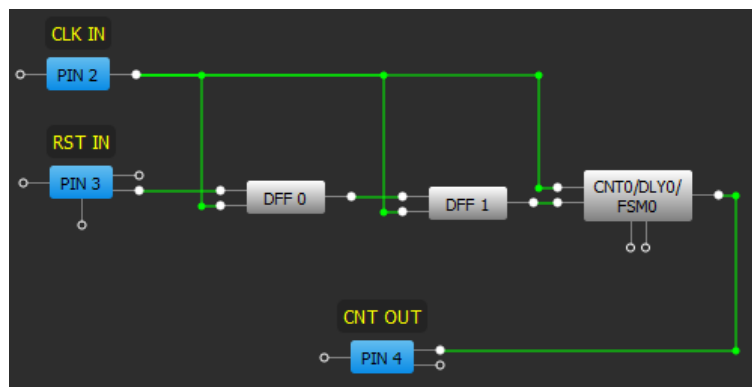 CLK IN
PIN 2
RST IN
PIN 3
DFF 0
DFF 1
CNT0/DLY0/
FSM0
CNT OUT
PIN 4